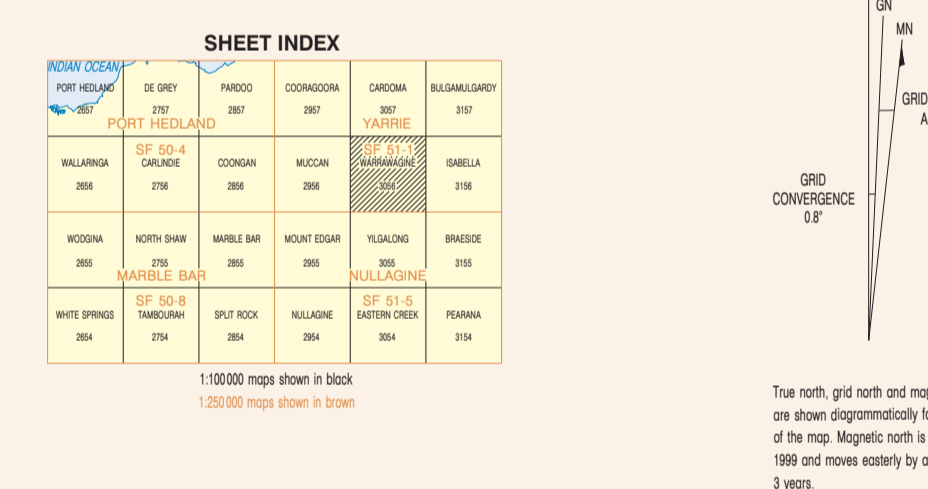 SHEET INDEX
INDIAN OCEAN
PORT HEDLAND DE GREY PARDOO COORAGOORA CARDOMA BULGAMULGARDY
2657 2757 2857 2957 3057 3157
PORT HEDLAND YARRIE
SF 50-4 SF 51-1
WALLARINGA CARLINDIE COONGAN MUCCAN WARRAWAGINE ISABELLA
2656 2756 2856 2956 3056 3156
WODGINA NORTH SHAW MARBLE BAR MOUNT EDGAR YILGALONG BRAESIDE
2655 2755 2855 2955 3055 3155
MARBLE BAR NULLAGINE
SF 50-8 SF 51-5
WHITE SPRINGS TAMBOURAH SPLIT ROCK NULLAGINE EASTERN CREEK PEARANA
2654 2754 2854 2954 3054 3154
1:100000 maps shown in black
1:250000 maps shown in brown
GN
MN
GRID
A
GRID
CONVERGENCE
0.8°
True north, grid north and mag
are shown diagrammatically fo
of the map. Magnetic north is
1999 and moves easterly by a
3 years.